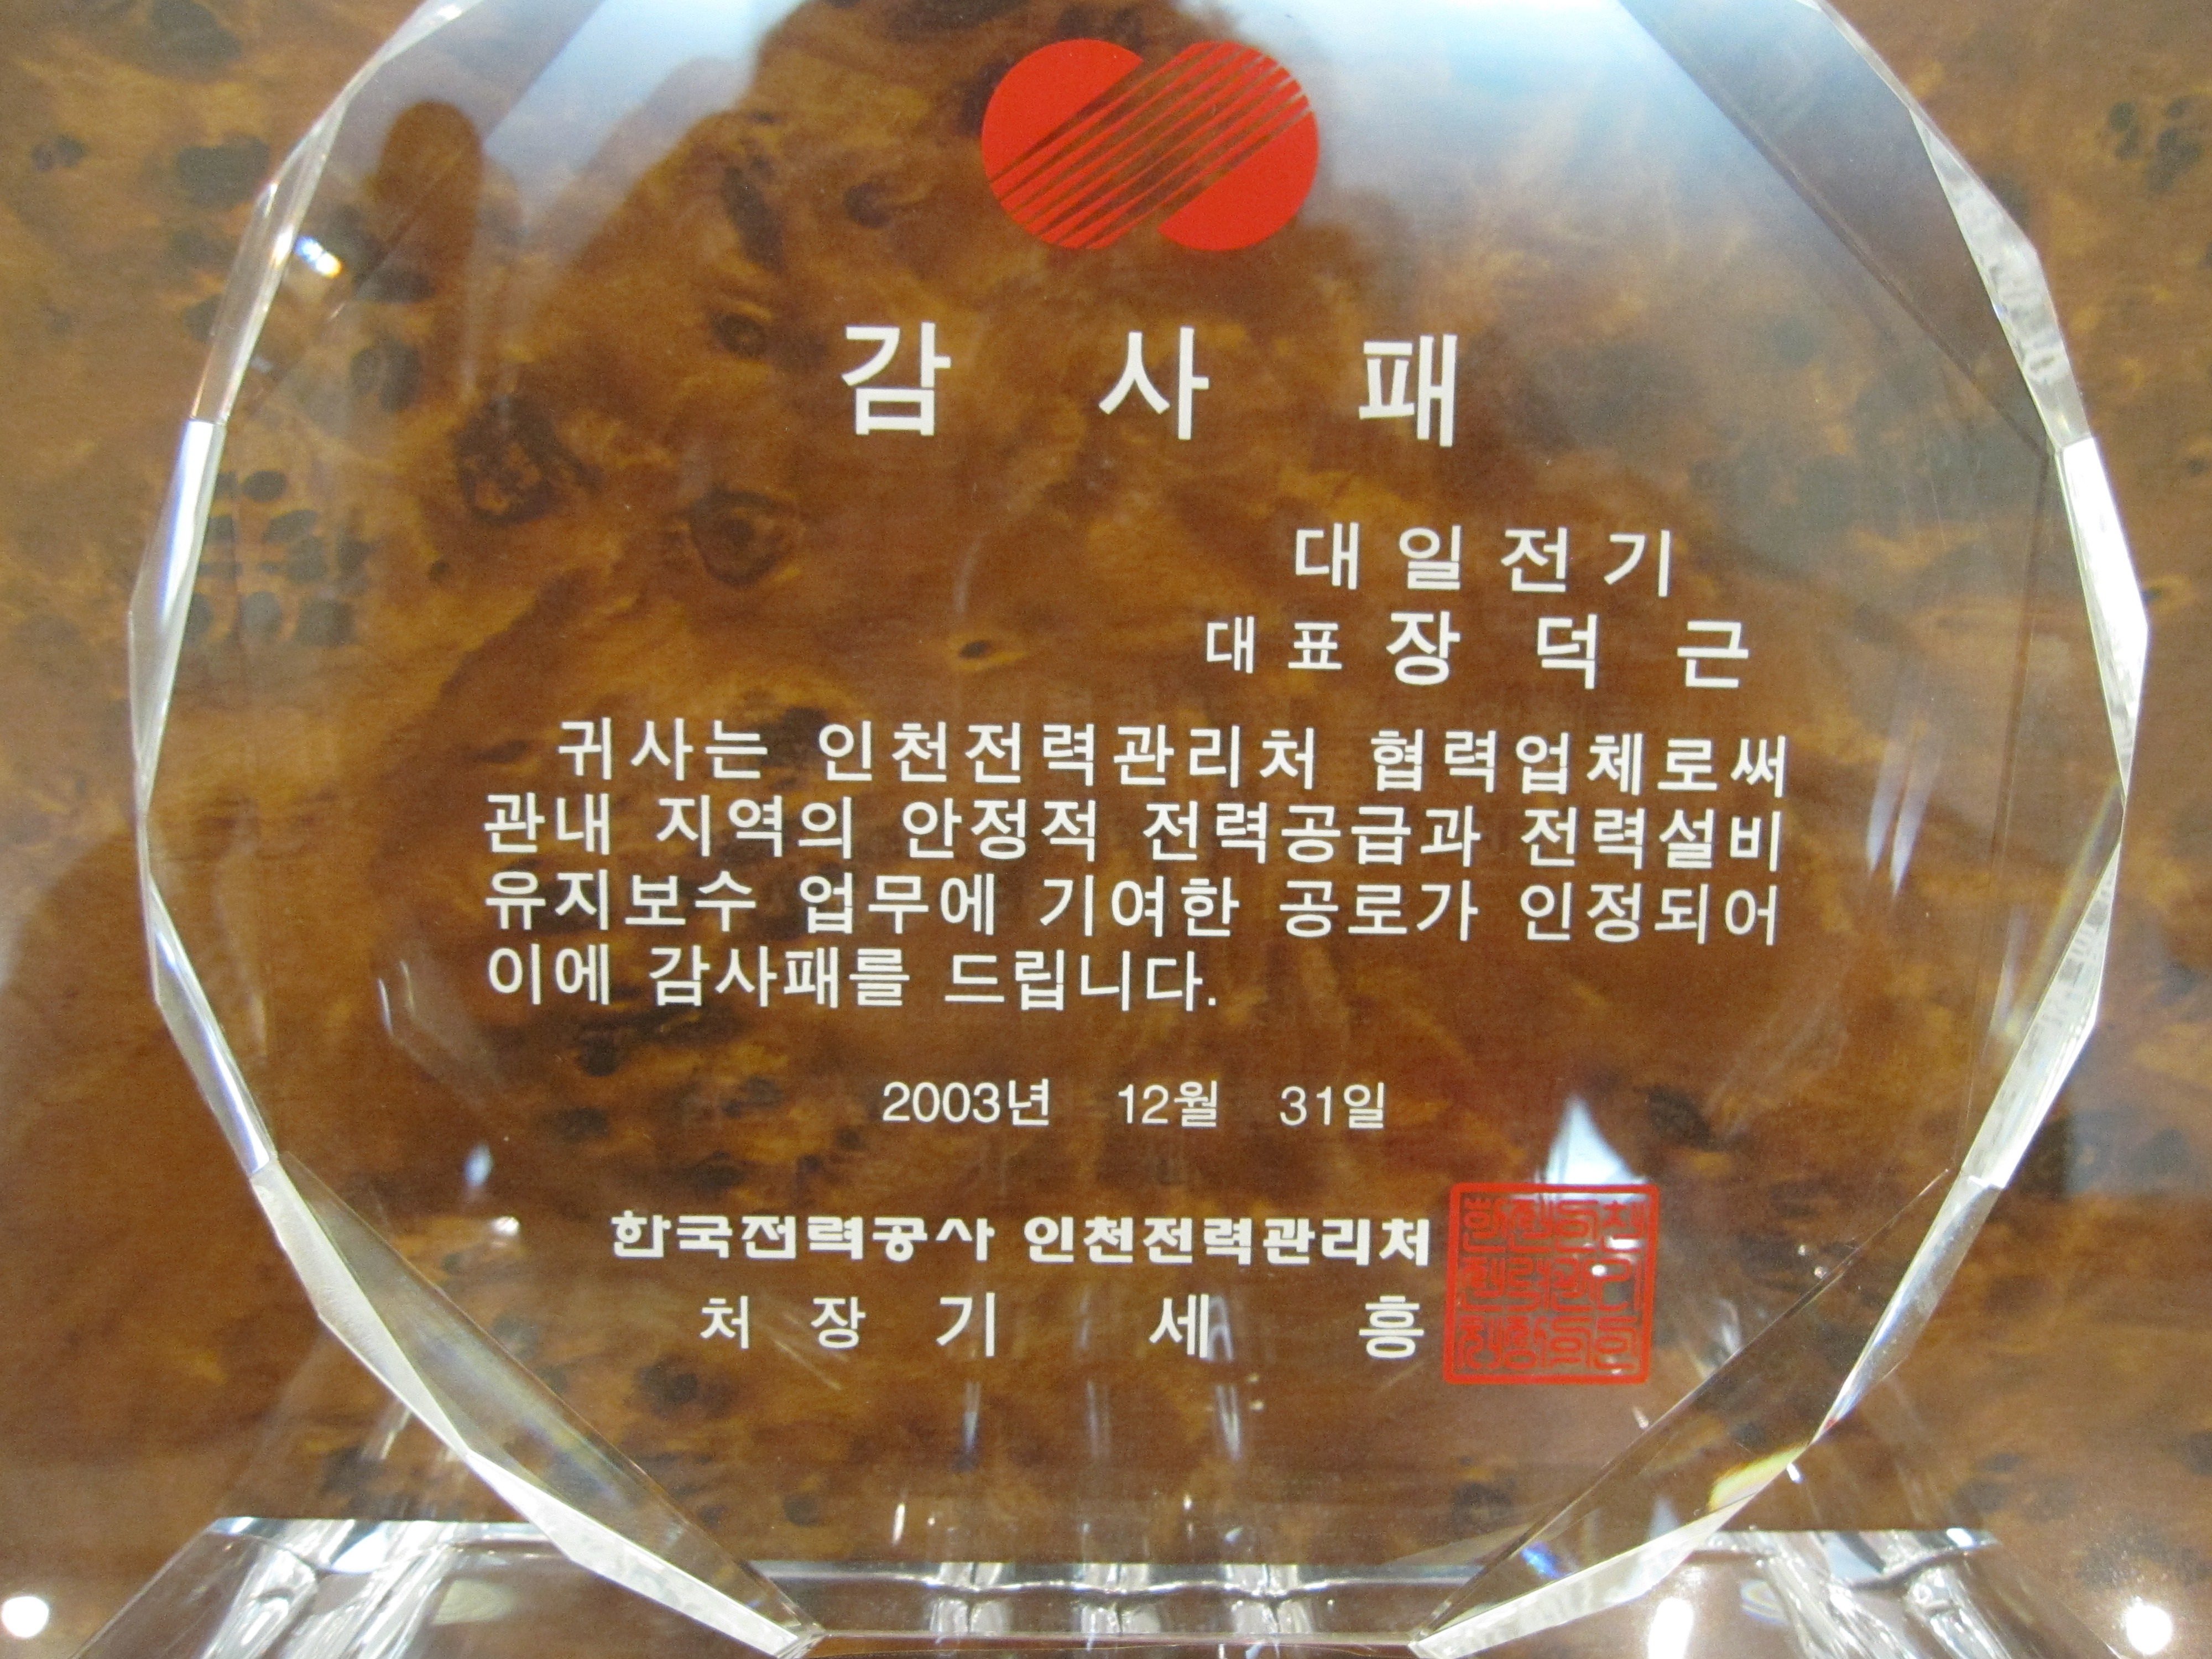 감 사 패
대일전기
대표 장 덕 근
귀사는 인천전력관리처 협력업체로써
관내 지역의 안정적 전력공급과 전력설비
유지보수 업무에 기여한 공로가 인정되어
이에 감사패를 드립니다.
2003년 12월 31일
한국전력공사 인천전력관리처
처 장 기 세 흥